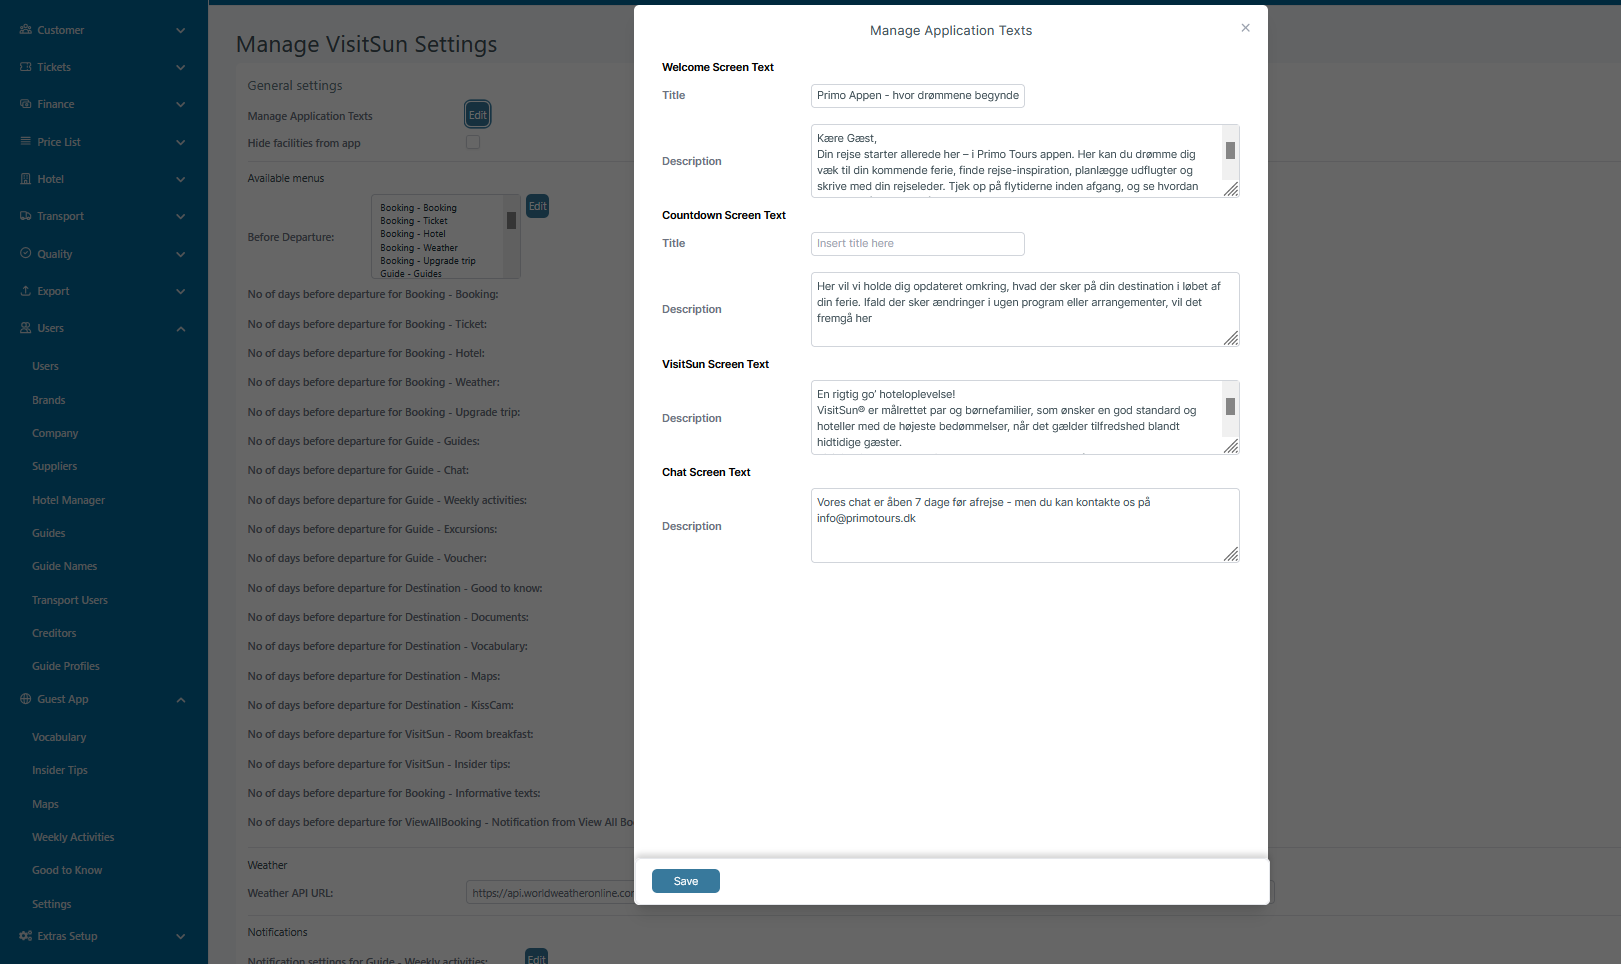 Customer
Tickets
Finance
Price List
Hotel
Transport
Quality
Export
Users
Users
Brands
Company
Suppliers
Hotel Manager
Guides
Guide Names
Transport Users
Creditors
Guide Profiles
Guest App
Vocabulary
Insider Tips
Maps
Weekly Activities
Good to Know
Settings
Extras Setup
Manage VisitSun Settings
General settings
Manage Application Texts
Edit
Hide facilities from app
Available menus
Before Departure:
Booking - Booking
Booking - Ticket
Booking - Hotel
Booking - Weather
Booking - Upgrade trip
Guide - Guides
Edit
No of days before departure for Booking - Booking:
No of days before departure for Booking - Ticket:
No of days before departure for Booking - Hotel:
No of days before departure for Booking - Weather:
No of days before departure for Booking - Upgrade trip:
No of days before departure for Guide - Guides:
No of days before departure for Guide - Chat:
No of days before departure for Guide - Weekly activities:
No of days before departure for Guide - Excursions:
No of days before departure for Guide - Voucher:
No of days before departure for Destination - Good to know:
No of days before departure for Destination - Documents:
No of days before departure for Destination - Vocabulary:
No of days before departure for Destination - Maps:
No of days before departure for Destination - KissCam:
No of days before departure for VisitSun - Room breakfast:
No of days before departure for VisitSun - Insider tips:
No of days before departure for Booking - Informative texts:
No of days before departure for ViewAllBooking - Notification from View All Bo
Weather
Weather API URL:
https://api.worldweatheronline.co
Notifications
Notification settings for Guide - Weekly activities:
Edit
Manage Application Texts
Welcome Screen Text
Title
Primo Appen - hvor drømmene begynde
Description
Kære Gæst,
Din rejse starter allerede her – i Primo Tours appen. Her kan du drømme dig
væk til din kommende ferie, finde rejse-inspiration, planlægge udflugter og
skrive med din rejseleder. Tjek op på flytiderne inden afgang, og se hvordan
Countdown Screen Text
Title
Insert title here
Description
Her vil vi holde dig opdateret omkring, hvad der sker på din destination i løbet af
din ferie. Ifald der sker ændringer i ugen program eller arrangementer, vil det
fremgå her
VisitSun Screen Text
Description
En rigtig go' hoteloplevelse!
VisitSun® er målrettet par og børnefamilier, som ønsker en god standard og
hoteller med de højeste bedømmelser, når det gælder tilfredshed blandt
hidtidige gæster.
Chat Screen Text
Description
Vores chat er åben 7 dage før afrejse - men du kan kontakte os på
info@primotours.dk
Save